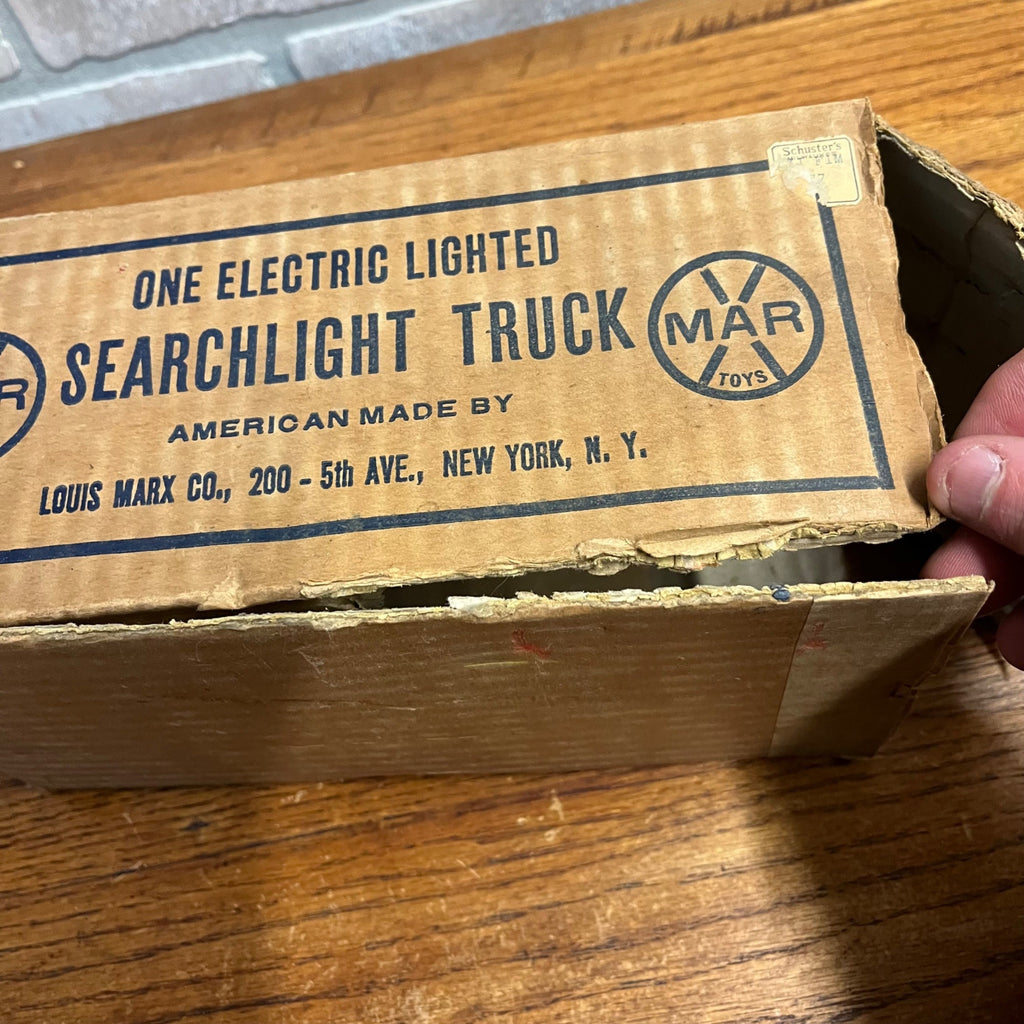 Schuster's
ONE ELECTRIC LIGHTED
SEARCHLIGHT TRUCK
AMERICAN MADE BY
LOUIS MARX CO., 200 - 5th AVE., NEW YORK, N. Y.
R
MAR
TOYS